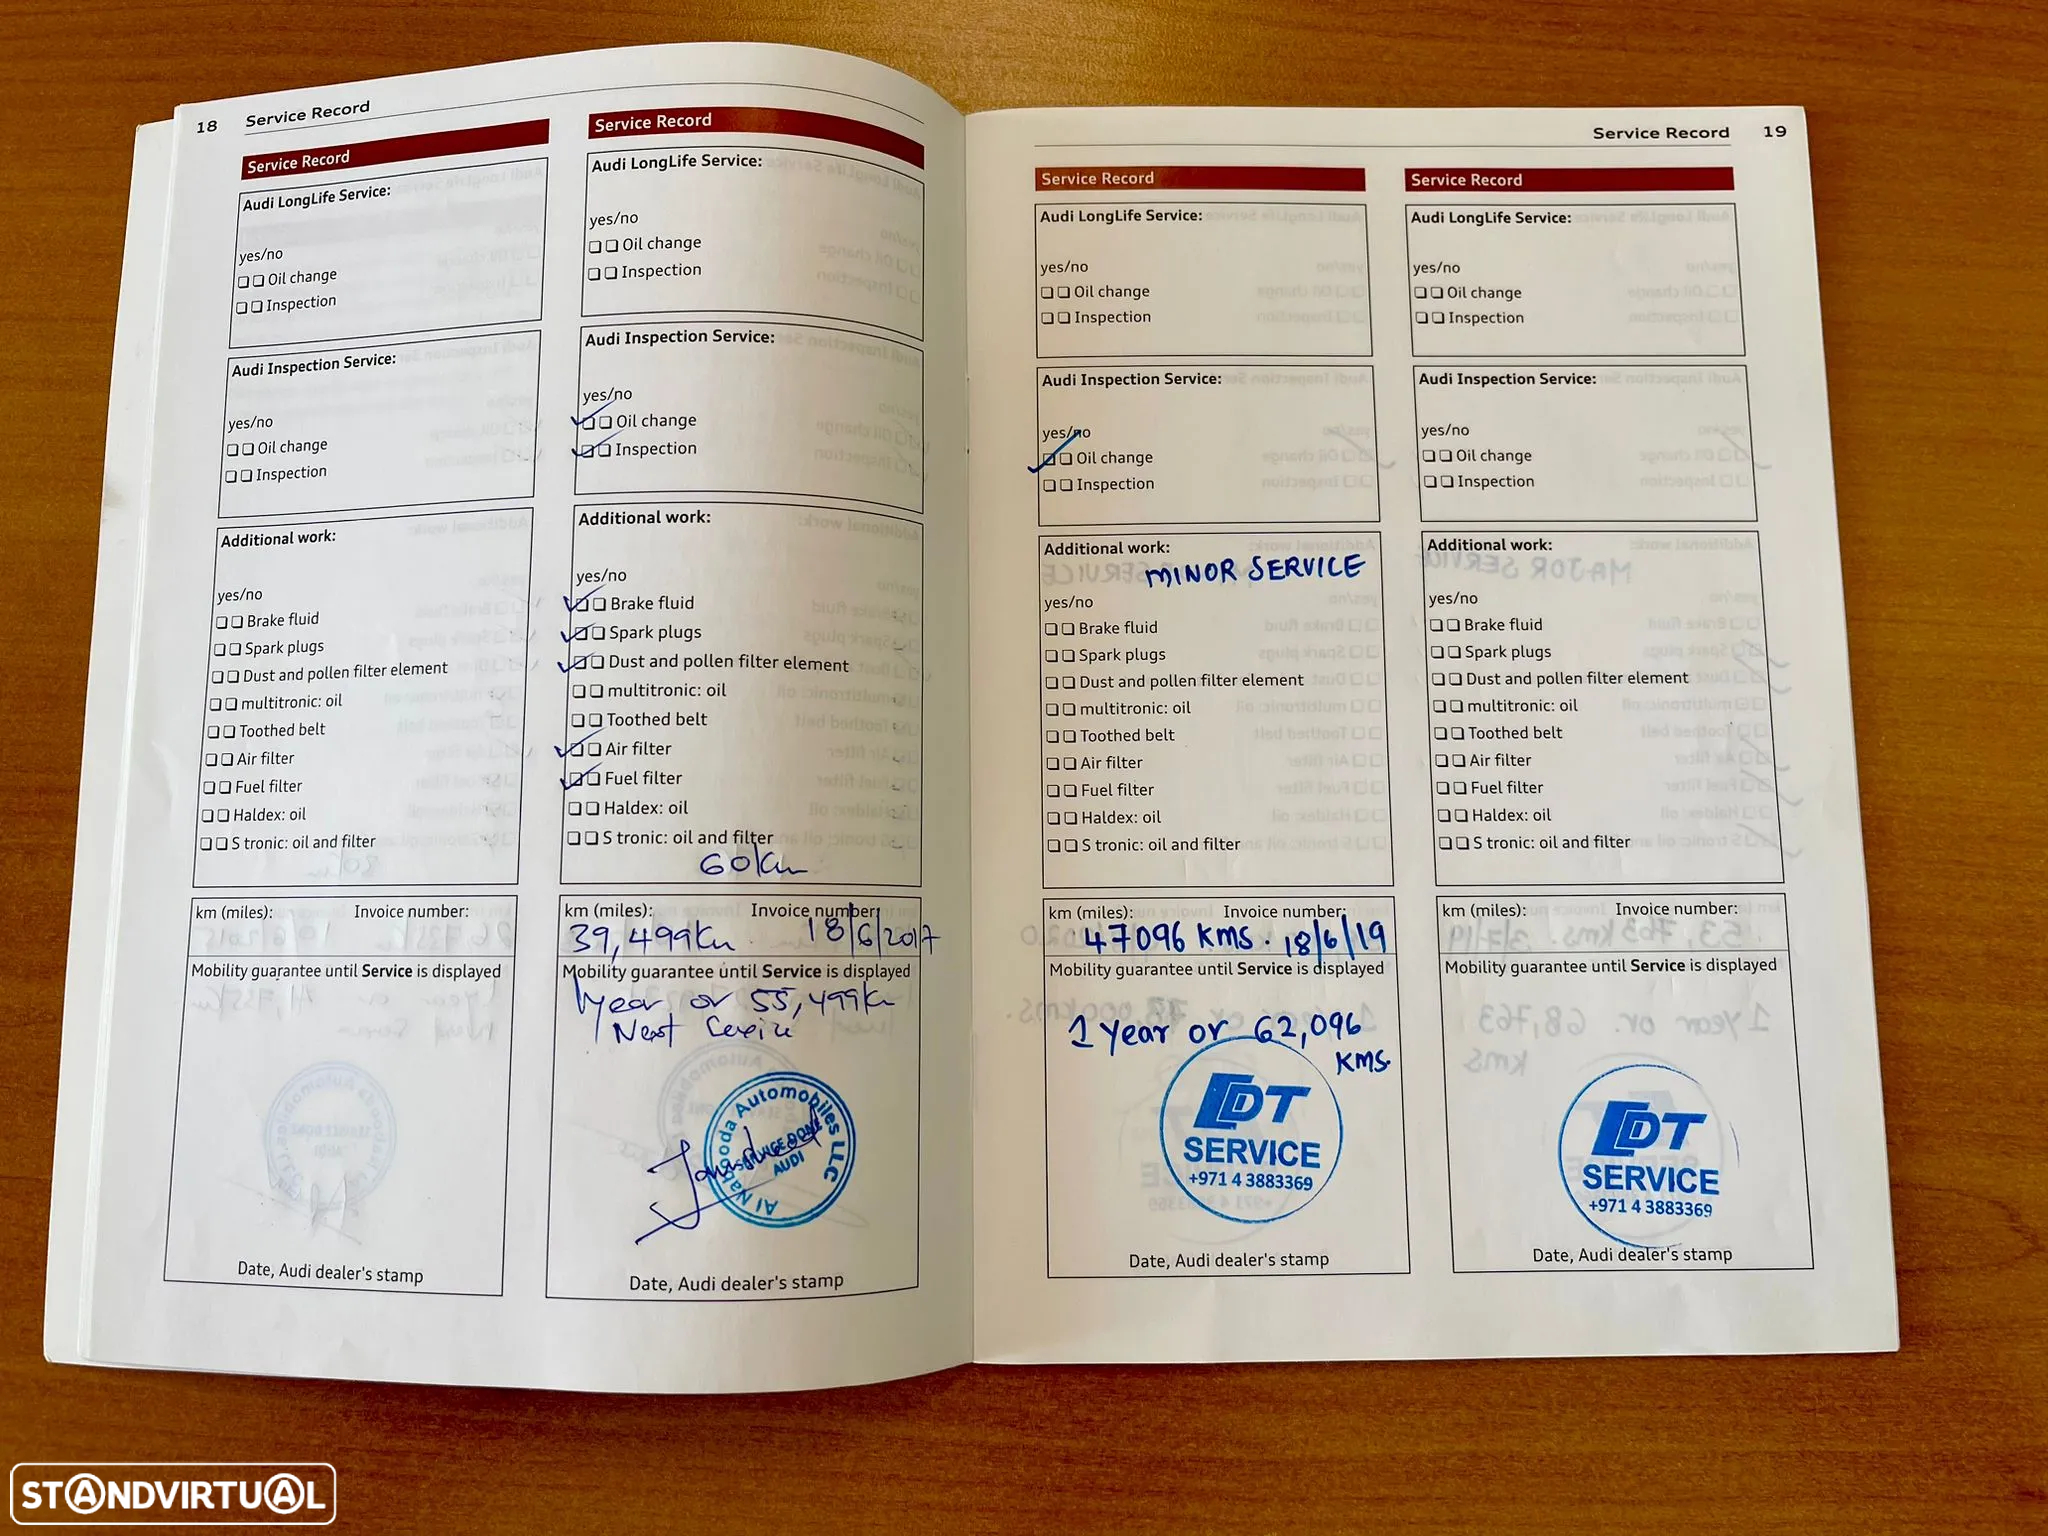 18 Service Record
Service Record
Audi LongLife Service:
yes/no
Oil change
Inspection
Audi Inspection Service:
yes/no
Oil change
Inspection
Additional work:
yes/no
Brake fluid
Spark plugs
Dust and pollen filter element
multitronic: oil
Toothed belt
Air filter
Fuel filter
Haldex: oil
S tronic: oil and filter
km (miles): Invoice number:
Mobility guarantee until Service is displayed
Date, Audi dealer's stamp
Service Record
Audi LongLife Service:
yes/no
Oil change
Inspection
Audi Inspection Service:
yes/no
Oil change
Inspection
Additional work:
yes/no
Brake fluid
Spark plugs
Dust and pollen filter element
multitronic: oil
Toothed belt
Air filter
Fuel filter
Haldex: oil
S tronic: oil and filter
60Km
km (miles): Invoice number:
39,499Km 18/6/2017
Mobility guarantee until Service is displayed
1year or 55,499Km
Next Service
Al Nabooda Automobiles LLC
SERVICE DONE
AUDI
Date, Audi dealer's stamp
Service Record 19
Service Record
Audi LongLife Service:
yes/no
Oil change
Inspection
Audi Inspection Service:
yes/no
Oil change
Inspection
Additional work:
MINOR SERVICE
yes/no
Brake fluid
Spark plugs
Dust and pollen filter element
multitronic: oil
Toothed belt
Air filter
Fuel filter
Haldex: oil
S tronic: oil and filter
km (miles): Invoice number:
47096 KMS. 18/6/19
Mobility guarantee until Service is displayed
1 Year or 62,096
KMS.
EDT
SERVICE
+971 4 3883369
Date, Audi dealer's stamp
Service Record
Audi LongLife Service:
yes/no
Oil change
Inspection
Audi Inspection Service:
yes/no
Oil change
Inspection
Additional work:
yes/no
Brake fluid
Spark plugs
Dust and pollen filter element
multitronic: oil
Toothed belt
Air filter
Fuel filter
Haldex: oil
S tronic: oil and filter
km (miles): Invoice number:
Mobility guarantee until Service is displayed
EDT
SERVICE
+971 4 3883369
Date, Audi dealer's stamp
STANDVIRTUAL